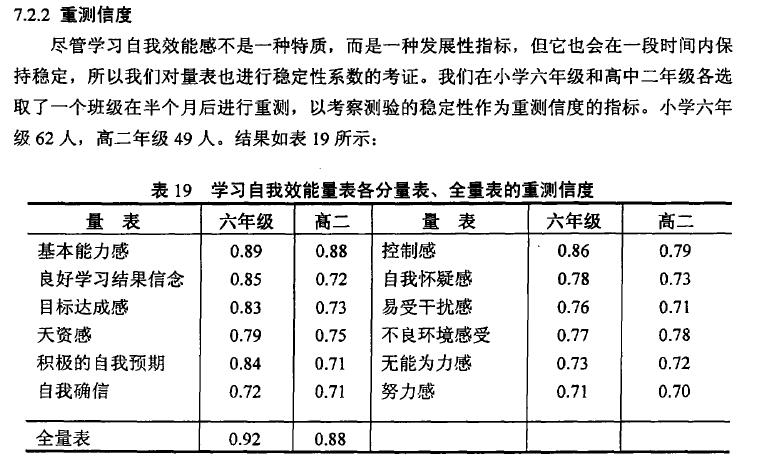 7.2.2 重测信度
尽管学习自我效能感不是一种特质，而是一种发展性指标，但它也会在一段时间内保
持稳定，所以我们对量表也进行稳定性系数的考证。我们在小学六年级和高中二年级各选
取了一个班级在半个月后进行重测，以考察测验的稳定性作为重测信度的指标。小学六年
级 62 人，高二年级 49 人。结果如表 19 所示：
表 19 学习自我效能量表各分量表、全量表的重测信度
量 表 六年级 高二 量 表 六年级 高二
基本能力感 0.89 0.88 控制感 0.86 0.79
良好学习结果信念 0.85 0.72 自我怀疑感 0.78 0.73
目标达成感 0.83 0.73 易受干扰感 0.76 0.71
天资感 0.79 0.75 不良环境感受 0.77 0.78
积极的自我预期 0.84 0.71 无能为力感 0.73 0.72
自我确信 0.72 0.71 努力感 0.71 0.70
全量表 0.92 0.88